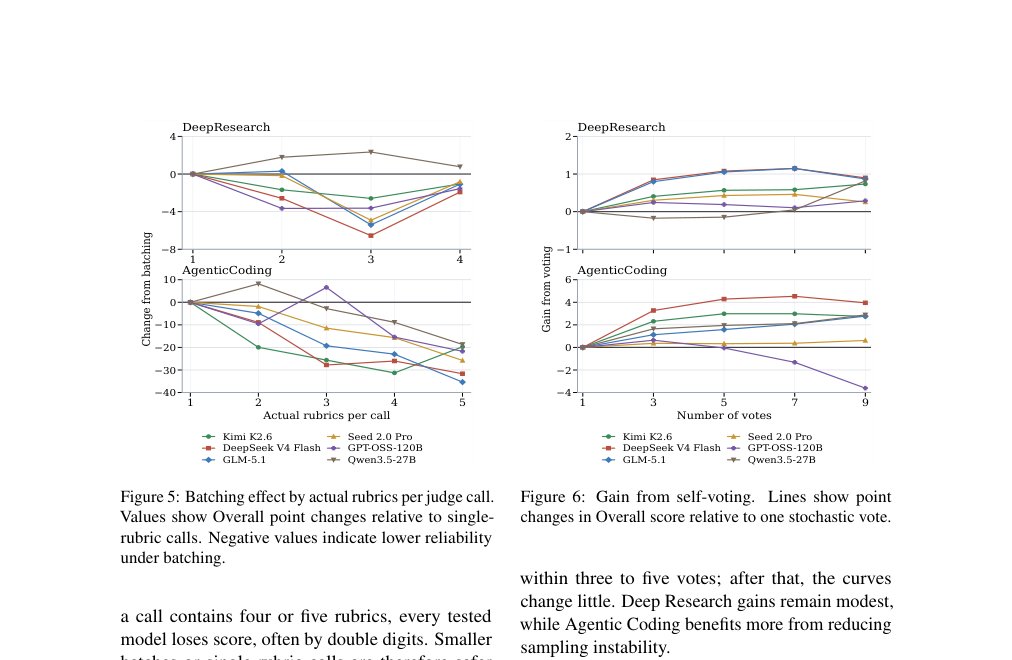 DeepResearch
4
0
−4
−8
1
2
3
4
Change from batching
AgenticCoding
10
0
−10
−20
−30
−40
1
2
3
4
5
Actual rubrics per call
Kimi K2.6
DeepSeek V4 Flash
GLM-5.1
Seed 2.0 Pro
GPT-OSS-120B
Qwen3.5-27B
Figure 5: Batching effect by actual rubrics per judge call.
Values show Overall point changes relative to single-
rubric calls. Negative values indicate lower reliability
under batching.
a call contains four or five rubrics, every tested
model loses score, often by double digits. Smaller
batches or single-rubric calls are therefore safer
DeepResearch
2
1
0
−1
Gain from voting
AgenticCoding
6
4
2
0
−2
−4
1
3
5
7
9
Number of votes
Kimi K2.6
DeepSeek V4 Flash
GLM-5.1
Seed 2.0 Pro
GPT-OSS-120B
Qwen3.5-27B
Figure 6: Gain from self-voting. Lines show point
changes in Overall score relative to one stochastic vote.
within three to five votes; after that, the curves
change little. Deep Research gains remain modest,
while Agentic Coding benefits more from reducing
sampling instability.